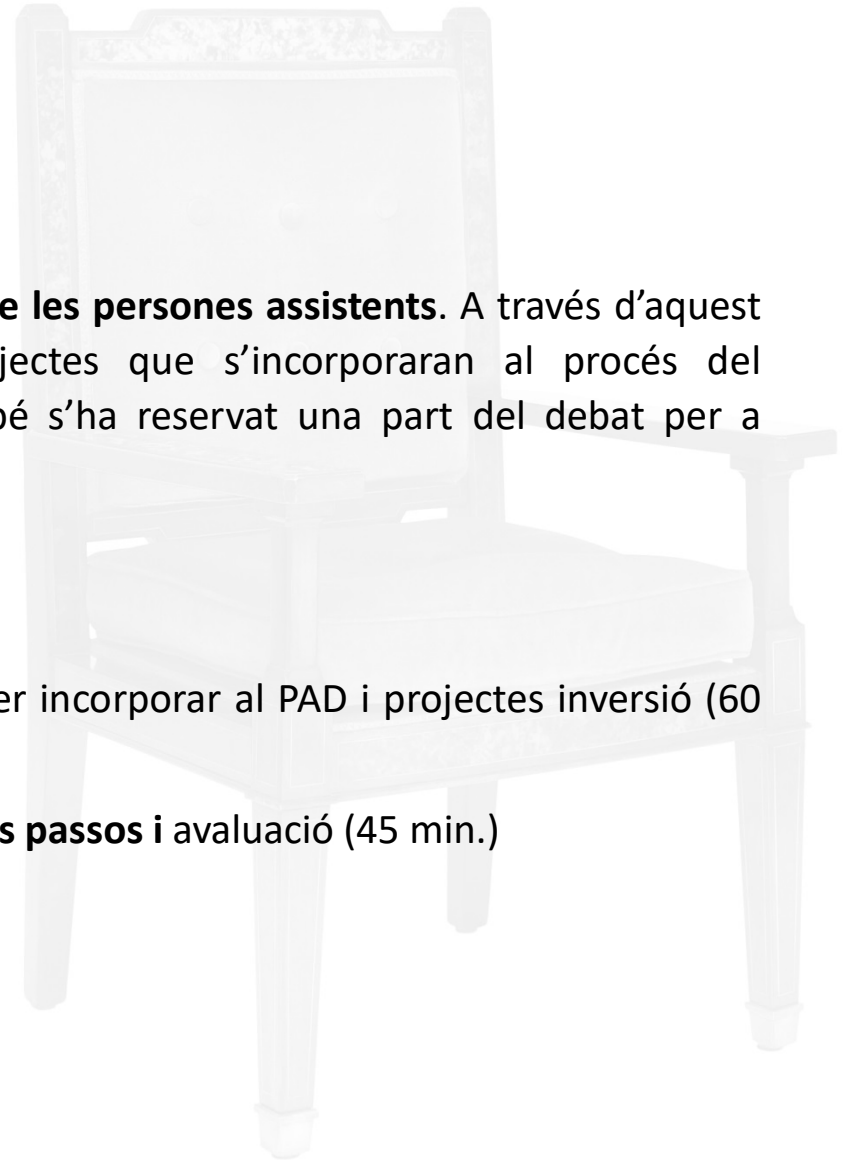 e les persones assistents. A través d’aquest
jectes que s’incorporaran al procés del
bé s’ha reservat una part del debat per a
er incorporar al PAD i projectes inversió (60
s passos i avaluació (45 min.)